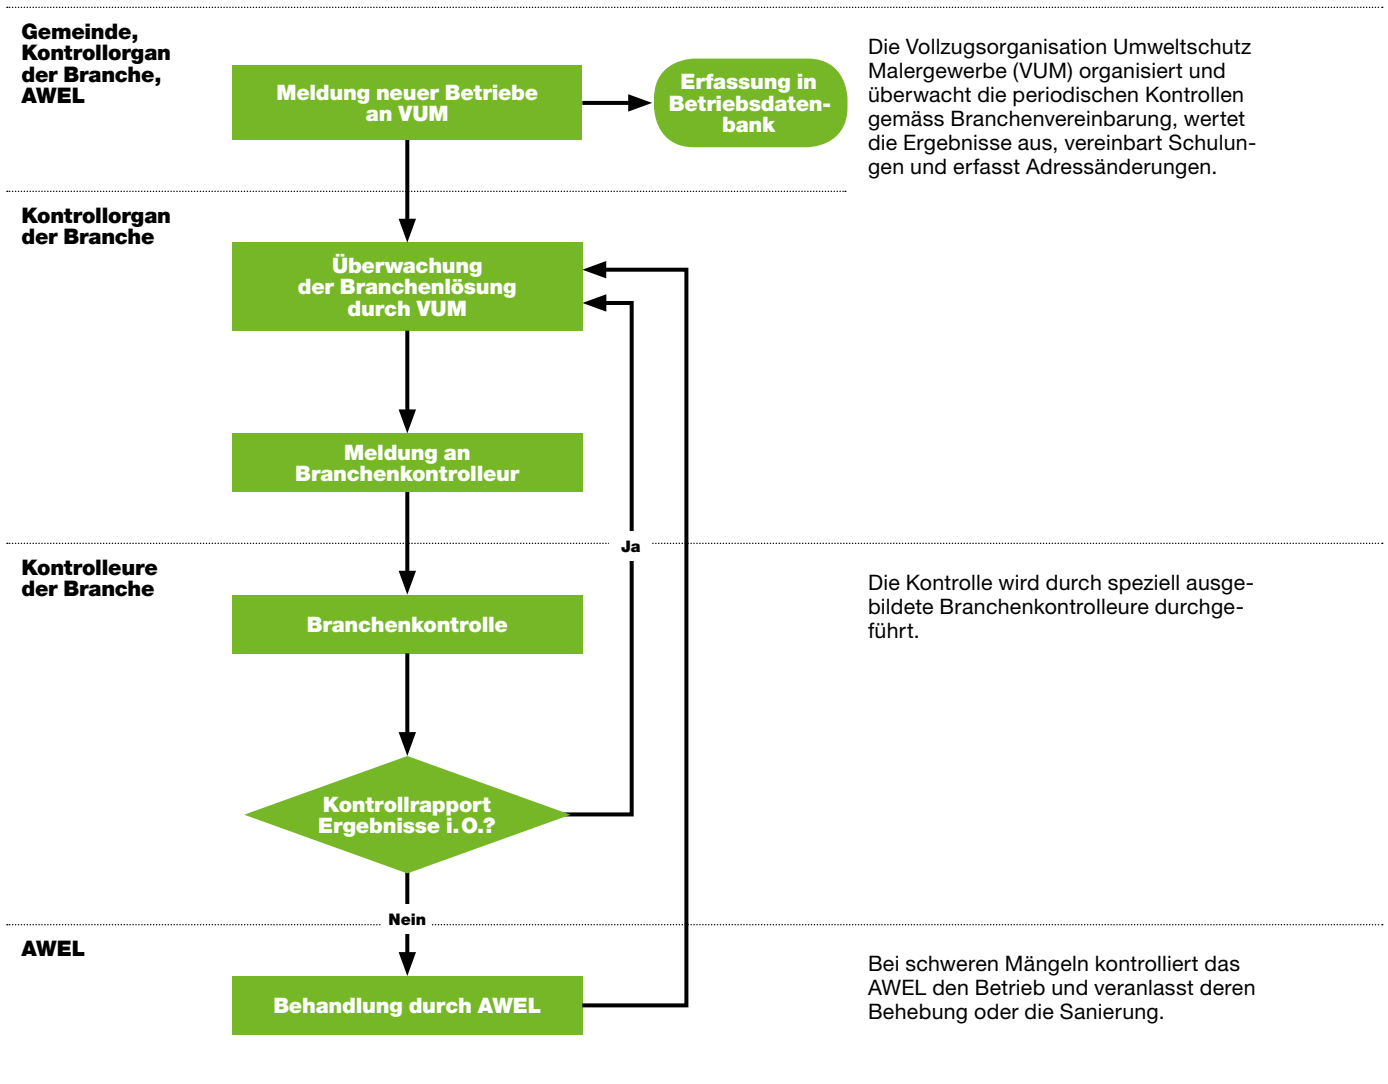 Gemeinde,
Kontrollorgan
der Branche,
AWEL
Meldung neuer Betriebe
an VUM
Erfassung in
Betriebsdaten-
bank
Die Vollzugsorganisation Umweltschutz
Malergewerbe (VUM) organisiert und
überwacht die periodischen Kontrollen
gemäss Branchenvereinbarung, wertet
die Ergebnisse aus, vereinbart Schulun-
gen und erfasst Adressänderungen.
Kontrollorgan
der Branche
Überwachung
der Branchenlösung
durch VUM
Meldung an
Branchenkontrolleur
Ja
Kontrolleure
der Branche
Branchenkontrolle
Die Kontrolle wird durch speziell ausge-
bildete Branchenkontrolleure durchge-
führt.
Kontrollrapport
Ergebnisse i.O.?
Nein
AWEL
Behandlung durch AWEL
Bei schweren Mängeln kontrolliert das
AWEL den Betrieb und veranlasst deren
Behebung oder die Sanierung.